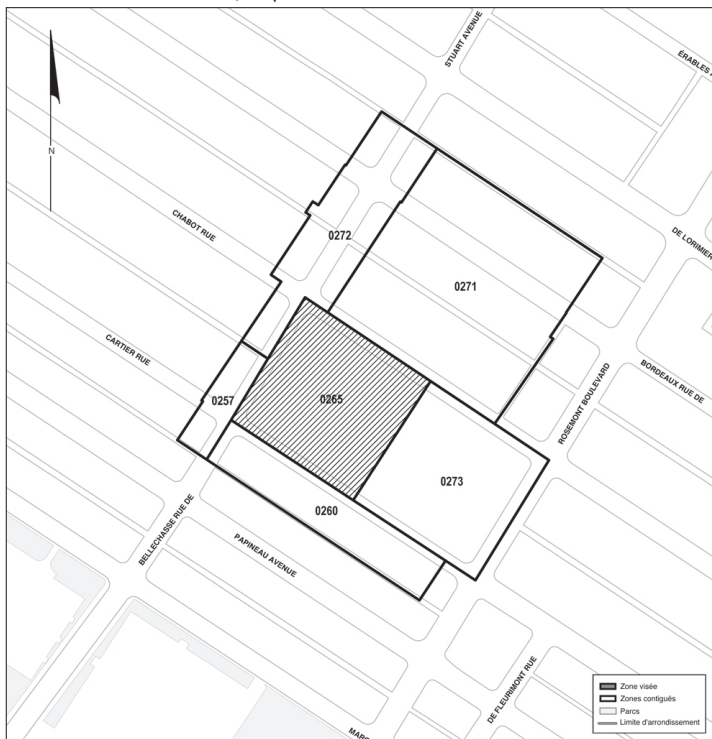 STUART AVENUE
ÉRABLES
N
CHABOT RUE
0272
DE LORIMIER
0271
CARTIER RUE
BORDEAUX RUE DE
ROSEMONT BOULEVARD
0257
0265
0273
0260
BELLECHASSE RUE DE
PAPINEAU AVENUE
DE FLEURIMONT RUE
Zone visée
Zones contiguës
Parcs
Limite d'arrondissement